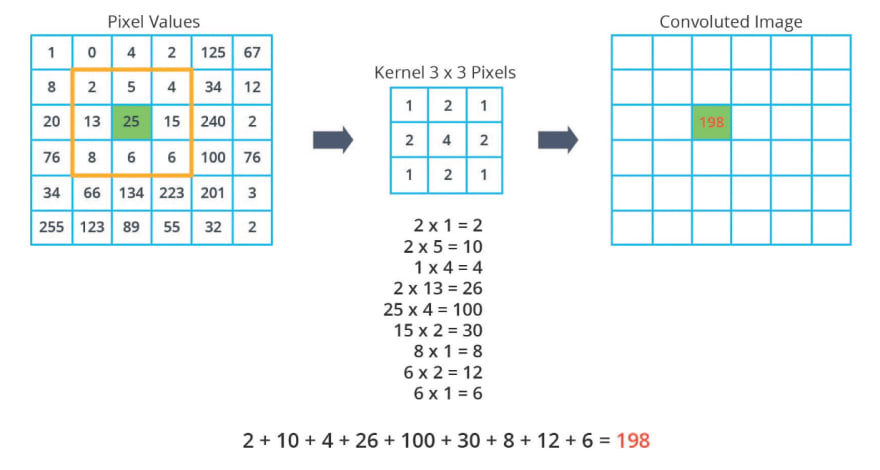 Pixel Values
1 0 4 2 125 67
8 2 5 4 34 12
20 13 25 15 240 2
76 8 6 6 100 76
34 66 134 223 201 3
255 123 89 55 32 2
Kernel 3 x 3 Pixels
1 2 1
2 4 2
1 2 1
2 x 1 = 2
2 x 5 = 10
1 x 4 = 4
2 x 13 = 26
25 x 4 = 100
15 x 2 = 30
8 x 1 = 8
6 x 2 = 12
6 x 1 = 6
Convoluted Image
198
2 + 10 + 4 + 26 + 100 + 30 + 8 + 12 + 6 = 198